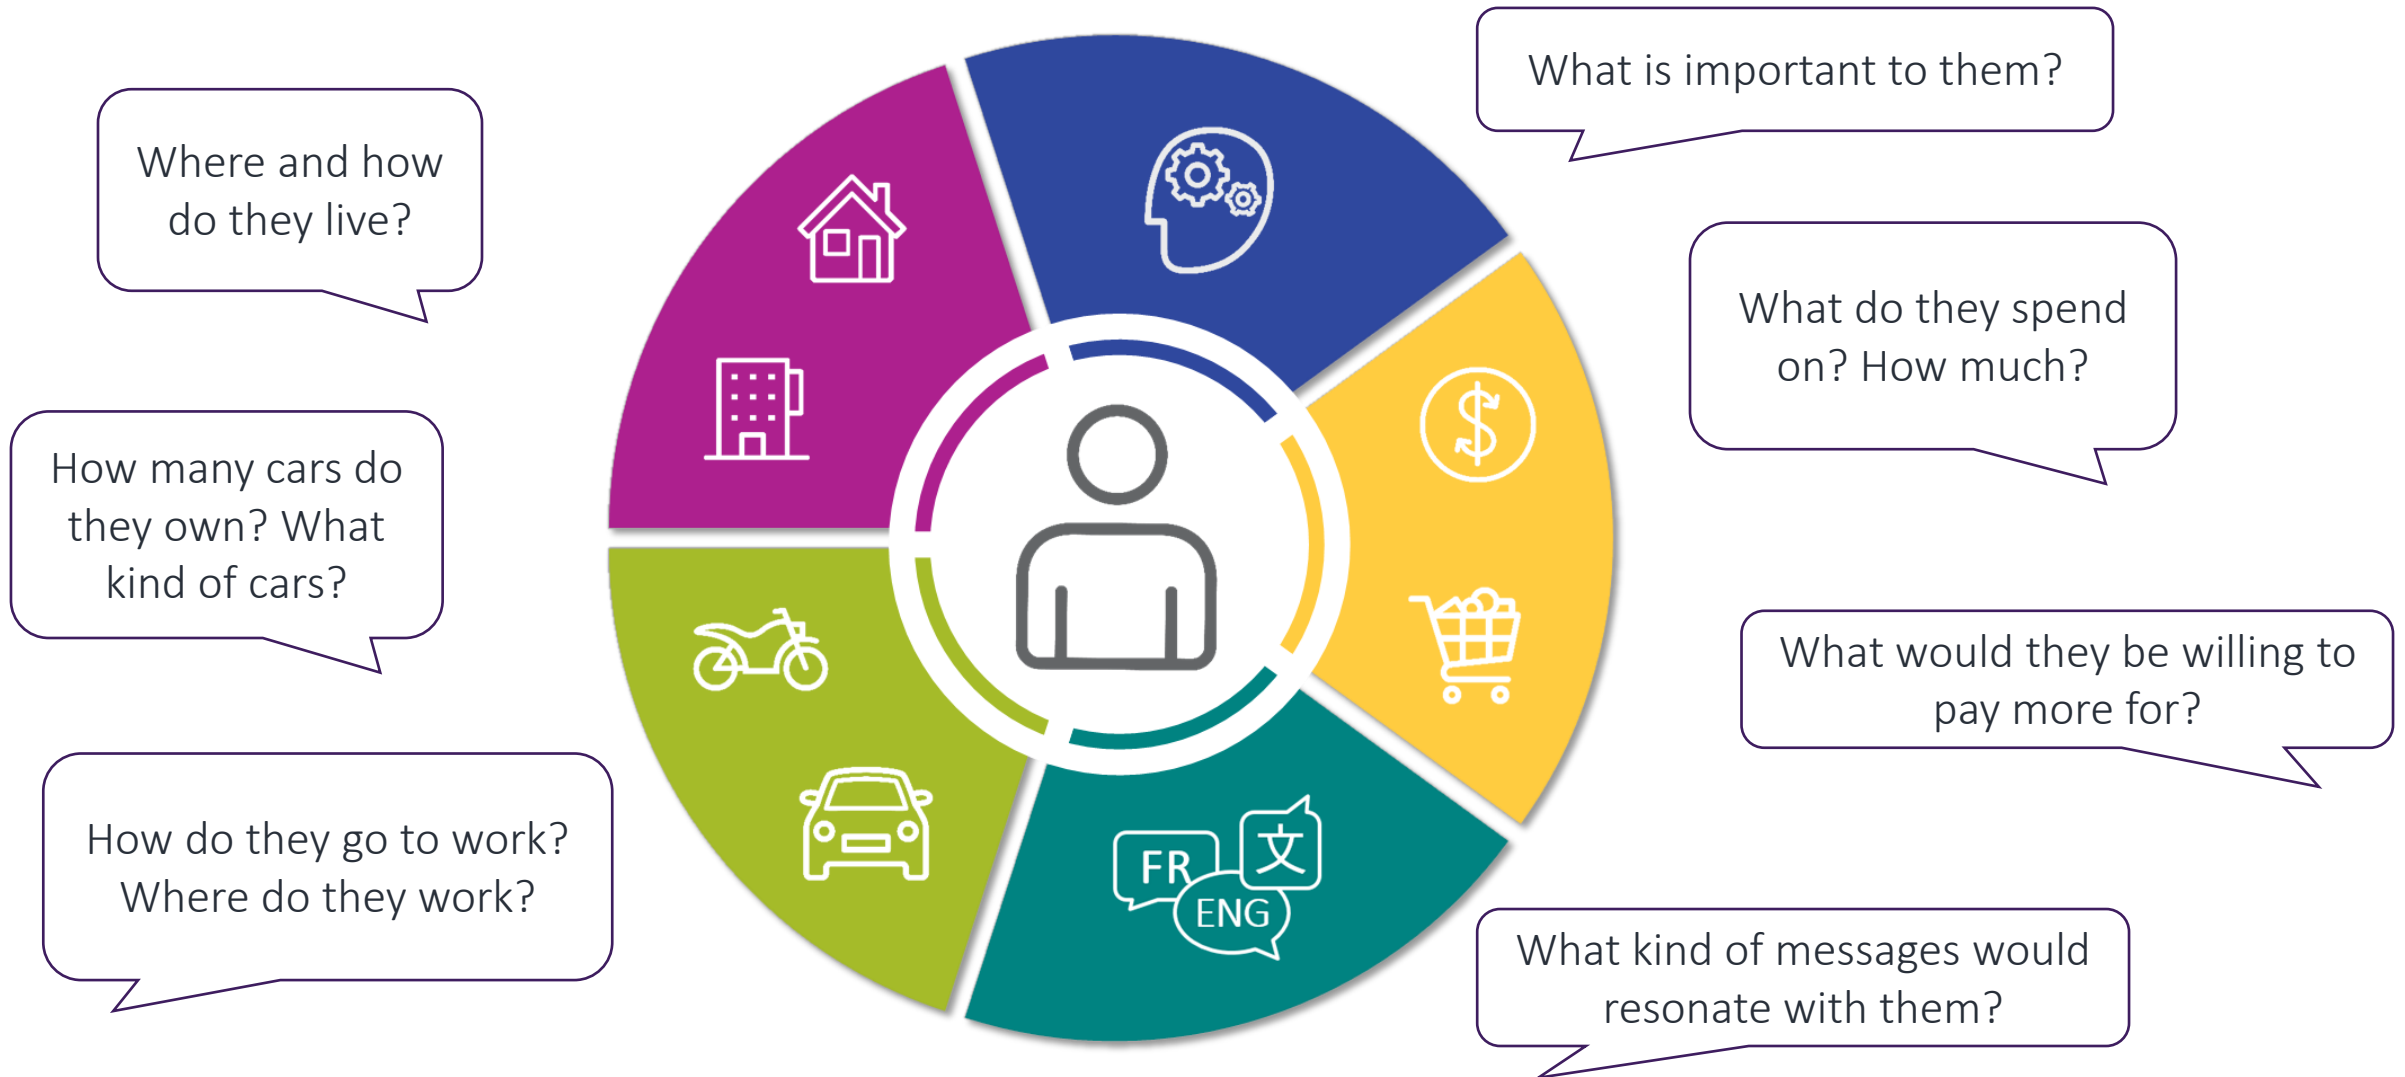 What is important to them?
Where and how
do they live?
What do they spend
on? How much?
How many cars do
they own? What
kind of cars?
What would they be willing to
pay more for?
How do they go to work?
Where do they work?
FR
文
ENG
What kind of messages would
resonate with them?